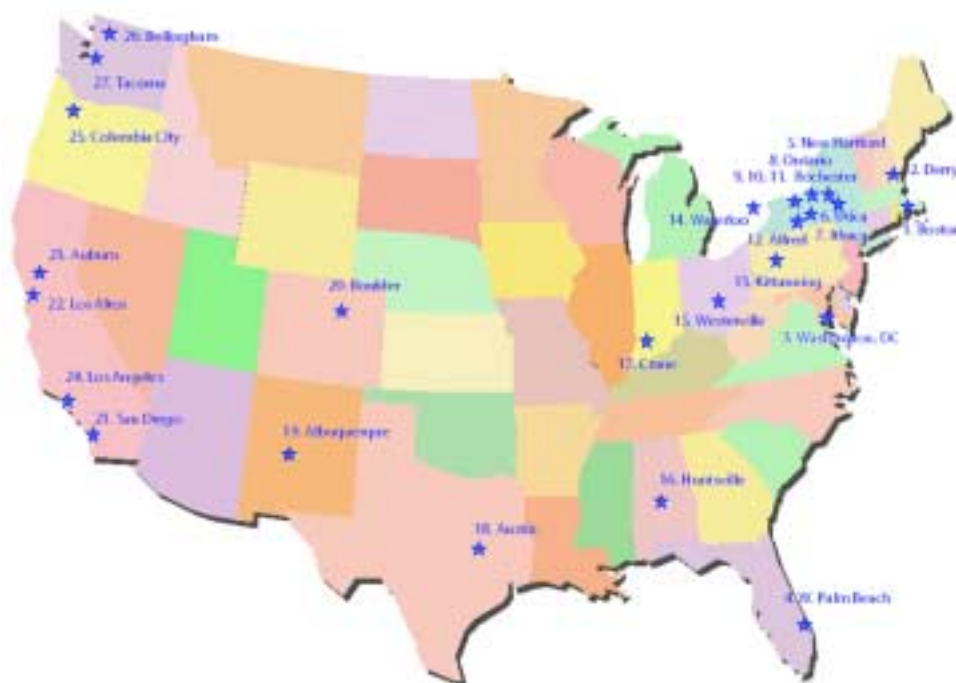 26. Bellingham
27. Tacoma
25. Columbia City
5. New Hartford
8. Ontario
9, 10, 11. Rochester
2. Derry
14. Waterloo
6. Utica
1. Boston
12. Alfred
7. Ithaca
23. Auburn
13. Kittanning
20. Boulder
22. Los Altos
15. Westerville
3. Washington, DC
17. Crane
24. Los Angeles
21. San Diego
19. Albuquerque
16. Huntsville
18. Austin
Palm Beach